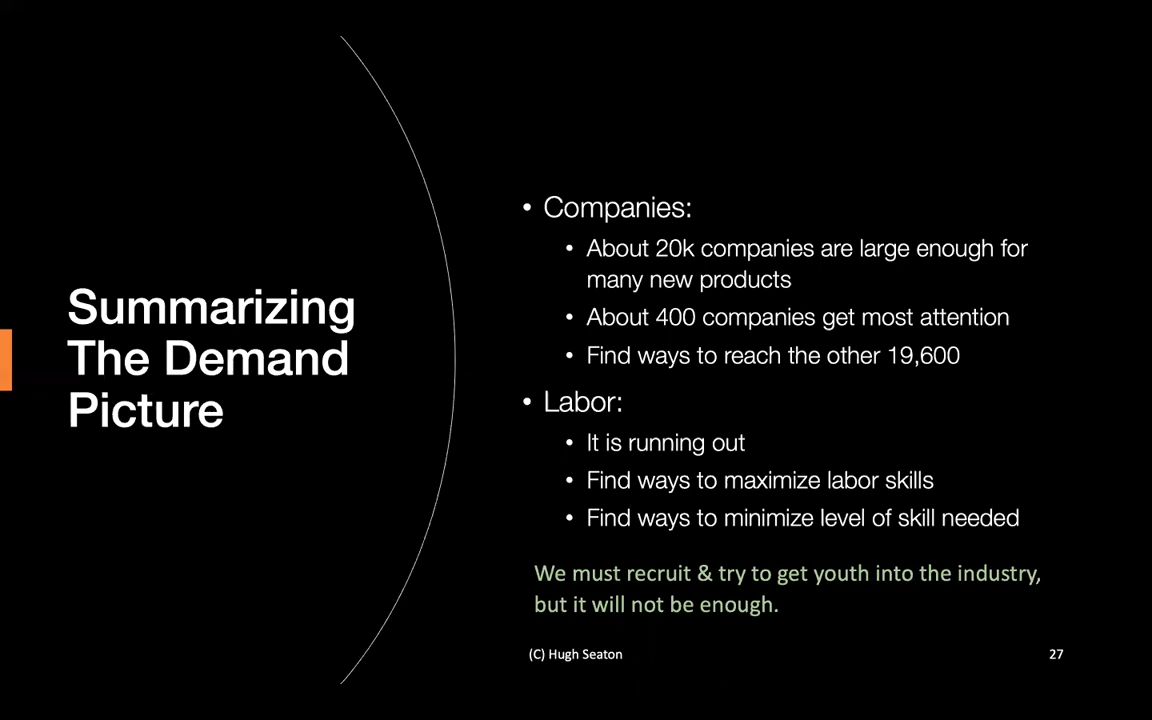 Summarizing
The Demand
Picture
• Companies:
• About 20k companies are large enough for
many new products
• About 400 companies get most attention
• Find ways to reach the other 19,600
• Labor:
• It is running out
• Find ways to maximize labor skills
• Find ways to minimize level of skill needed
We must recruit & try to get youth into the industry,
but it will not be enough.
(C) Hugh Seaton
27